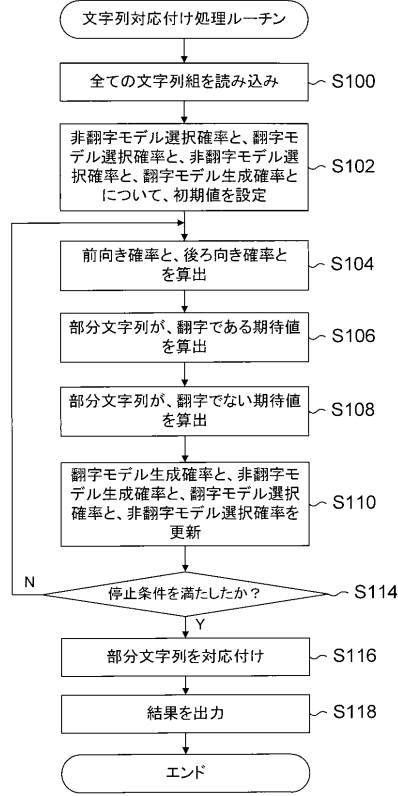 文字列対応付け処理ルーチン
全ての文字列組を読み込み
S100
非翻字モデル選択確率と、翻字モ
デル選択確率と、非翻字モデル選
択確率と、翻字モデル生成確率と
について、初期値を設定
S102
前向き確率と、後ろ向き確率と
を算出
S104
部分文字列が、翻字である期待値
を算出
S106
部分文字列が、翻字でない期待値
を算出
S108
翻字モデル生成確率と、非翻字モ
デル生成確率と、翻字モデル選択
確率と、非翻字モデル選択確率を
更新
S110
N
停止条件を満たしたか？
S114
Y
部分文字列を対応付け
S116
結果を出力
S118
エンド